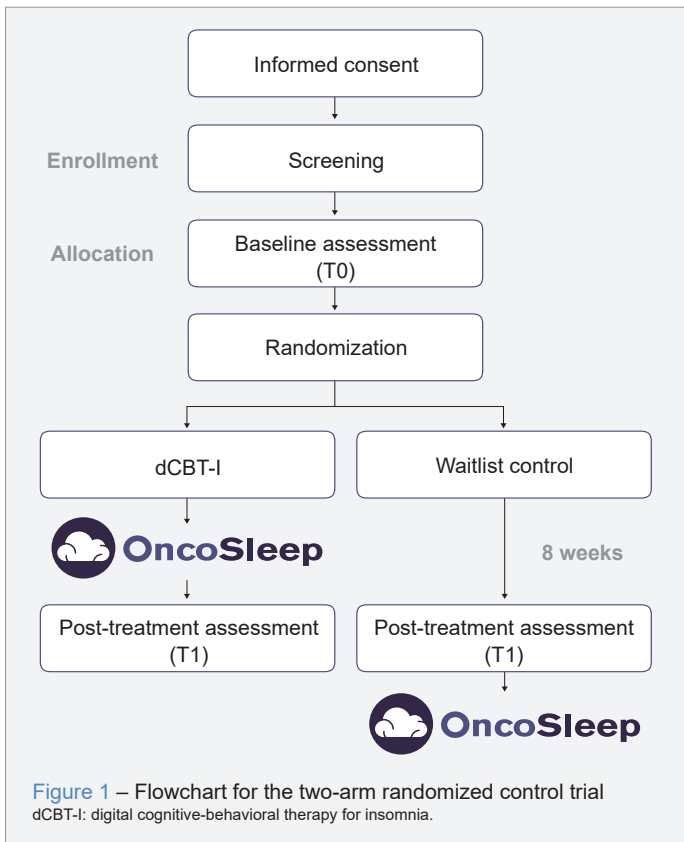 Informed consent
Enrollment
Screening
Allocation
Baseline assessment
(T0)
Randomization
dCBT-I
Waitlist control
OncoSleep
8 weeks
Post-treatment assessment
(T1)
Post-treatment assessment
(T1)
OncoSleep
Figure 1 – Flowchart for the two-arm randomized control trial
dCBT-I: digital cognitive-behavioral therapy for insomnia.